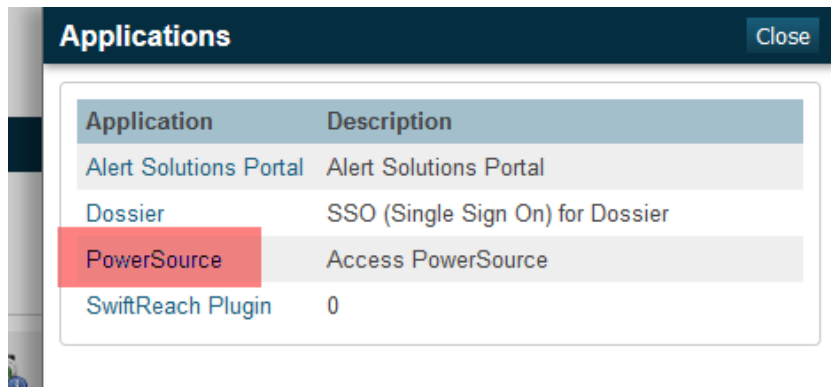 Applications Close
Application Description
Alert Solutions Portal Alert Solutions Portal
Dossier SSO (Single Sign On) for Dossier
PowerSource Access PowerSource
SwiftReach Plugin 0